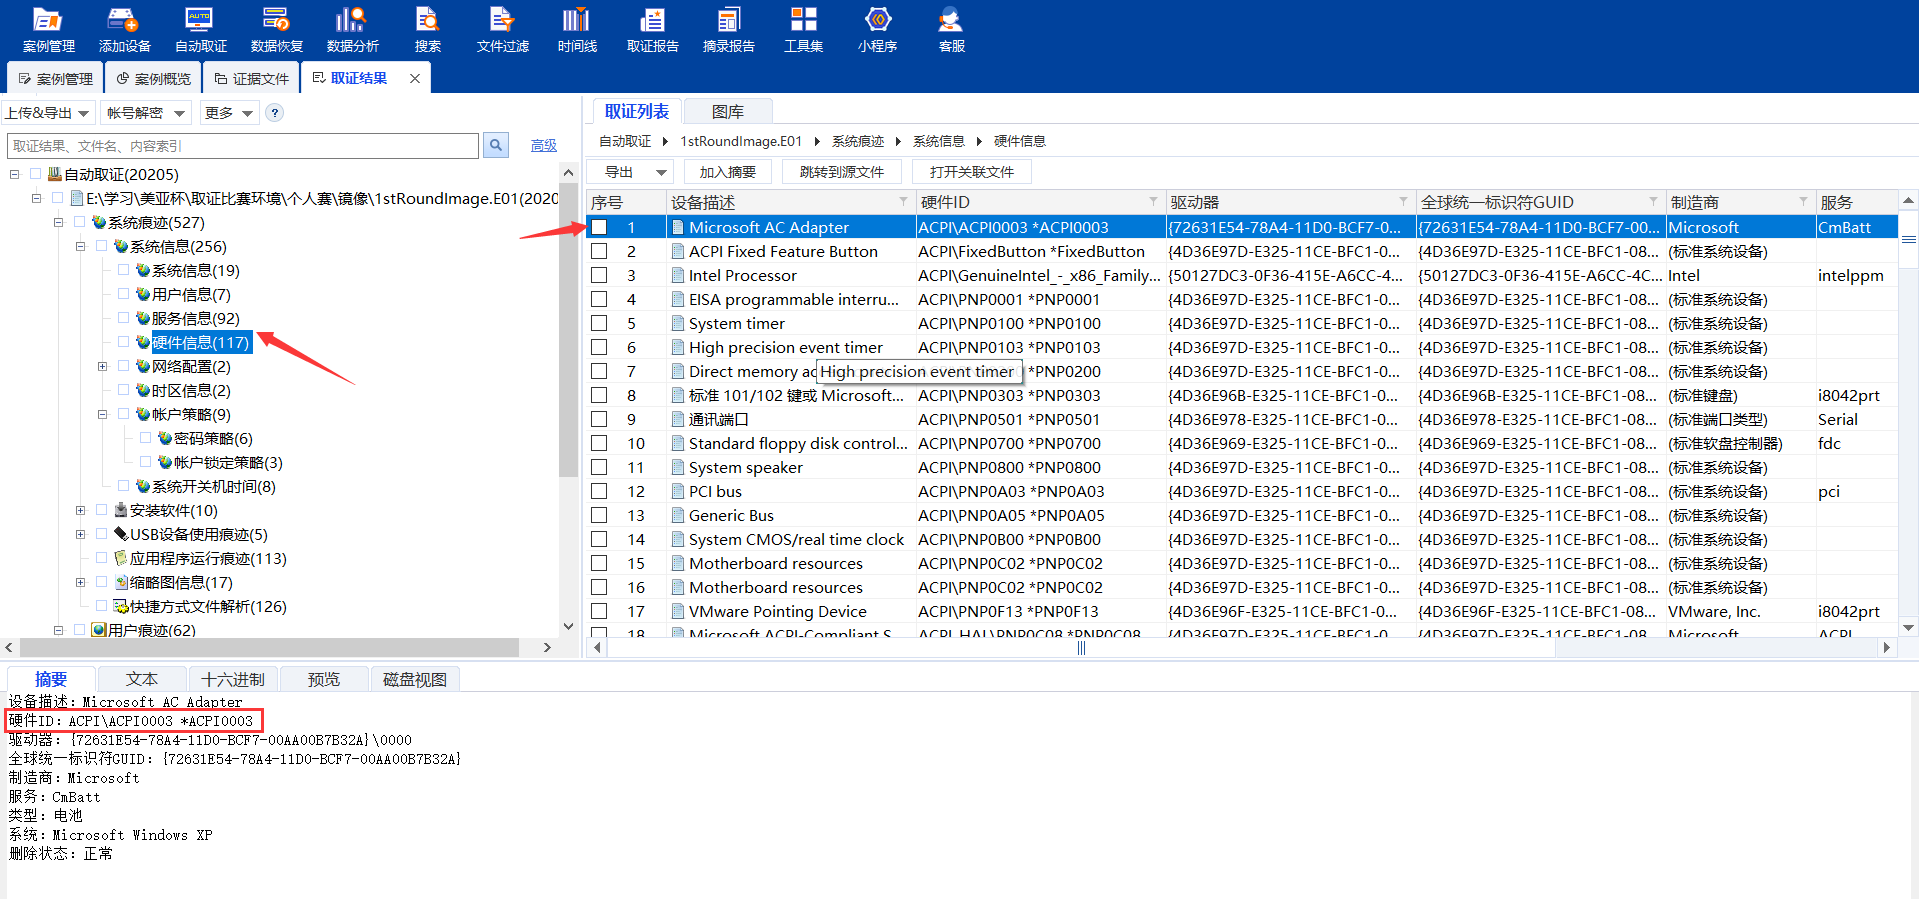 案例管理 添加设备 自动取证 数据恢复 数据分析 搜索 文件过滤 时间线 取证报告 摘录报告 工具集 小程序 客服
案例管理 案例概览 证据文件 取证结果
上传&导出 帐号解密 更多 ?
取证结果、文件名、内容索引 高级
自动取证(20205)
E:\学习\美亚杯\取证比赛环境\个人赛\镜像\1stRoundImage.E01(2020
系统痕迹(527)
系统信息(256)
系统信息(19)
用户信息(7)
服务信息(92)
硬件信息(117)
网络配置(2)
时区信息(2)
帐户策略(9)
密码策略(6)
帐户锁定策略(3)
系统开关机时间(8)
安装软件(10)
USB设备使用痕迹(5)
应用程序运行痕迹(113)
缩略图信息(17)
快捷方式文件解析(126)
用户痕迹(62)
取证列表 图库
自动取证 1stRoundImage.E01 系统痕迹 系统信息 硬件信息
导出 加入摘要 跳转到源文件 打开关联文件
序号 设备描述 硬件ID 驱动器 全球统一标识符GUID 制造商 服务
1 Microsoft AC Adapter ACPI\ACPI0003 *ACPI0003 {72631E54-78A4-11D0-BCF7-0... {72631E54-78A4-11D0-BCF7-00... Microsoft CmBatt
2 ACPI Fixed Feature Button ACPI\FixedButton *FixedButton {4D36E97D-E325-11CE-BFC1-0... {4D36E97D-E325-11CE-BFC1-08... (标准系统设备)
3 Intel Processor ACPI\GenuineIntel_-_x86_Family... {50127DC3-0F36-415E-A6CC-4... {50127DC3-0F36-415E-A6CC-4C... Intel intelppm
4 EISA programmable interru... ACPI\PNP0001 *PNP0001 {4D36E97D-E325-11CE-BFC1-0... {4D36E97D-E325-11CE-BFC1-08... (标准系统设备)
5 System timer ACPI\PNP0100 *PNP0100 {4D36E97D-E325-11CE-BFC1-0... {4D36E97D-E325-11CE-BFC1-08... (标准系统设备)
6 High precision event timer ACPI\PNP0103 *PNP0103 {4D36E97D-E325-11CE-BFC1-0... {4D36E97D-E325-11CE-BFC1-08... (标准系统设备)
7 Direct memory ac High precision event timer *PNP0200 {4D36E97D-E325-11CE-BFC1-0... {4D36E97D-E325-11CE-BFC1-08... (标准系统设备)
8 标准 101/102 键或 Microsoft... ACPI\PNP0303 *PNP0303 {4D36E96B-E325-11CE-BFC1-0... {4D36E96B-E325-11CE-BFC1-08... (标准键盘) i8042prt
9 通讯端口 ACPI\PNP0501 *PNP0501 {4D36E978-E325-11CE-BFC1-0... {4D36E978-E325-11CE-BFC1-08... (标准端口类型) Serial
10 Standard floppy disk control... ACPI\PNP0700 *PNP0700 {4D36E969-E325-11CE-BFC1-0... {4D36E969-E325-11CE-BFC1-08... (标准软盘控制器) fdc
11 System speaker ACPI\PNP0800 *PNP0800 {4D36E97D-E325-11CE-BFC1-0... {4D36E97D-E325-11CE-BFC1-08... (标准系统设备)
12 PCI bus ACPI\PNP0A03 *PNP0A03 {4D36E97D-E325-11CE-BFC1-0... {4D36E97D-E325-11CE-BFC1-08... (标准系统设备) pci
13 Generic Bus ACPI\PNP0A05 *PNP0A05 {4D36E97D-E325-11CE-BFC1-0... {4D36E97D-E325-11CE-BFC1-08... (标准系统设备)
14 System CMOS/real time clock ACPI\PNP0B00 *PNP0B00 {4D36E97D-E325-11CE-BFC1-0... {4D36E97D-E325-11CE-BFC1-08... (标准系统设备)
15 Motherboard resources ACPI\PNP0C02 *PNP0C02 {4D36E97D-E325-11CE-BFC1-0... {4D36E97D-E325-11CE-BFC1-08... (标准系统设备)
16 Motherboard resources ACPI\PNP0C02 *PNP0C02 {4D36E97D-E325-11CE-BFC1-0... {4D36E97D-E325-11CE-BFC1-08... (标准系统设备)
17 VMware Pointing Device ACPI\PNP0F13 *PNP0F13 {4D36E96F-E325-11CE-BFC1-0... {4D36E96F-E325-11CE-BFC1-08... VMware, Inc. i8042prt
18 Microsoft ACPI-Compliant S ACPI_HAL\PNP0C08 *PNP0C08 {4D36E97D-E325-11CE-BFC1-0... {4D36E97D-E325-11CE-BFC1-08... Microsoft ACPI
摘要 文本 十六进制 预览 磁盘视图
设备描述: Microsoft AC Adapter
硬件ID: ACPI\ACPI0003 *ACPI0003
驱动器: {72631E54-78A4-11D0-BCF7-00AA00B7B32A}\0000
全球统一标识符GUID: {72631E54-78A4-11D0-BCF7-00AA00B7B32A}
制造商: Microsoft
服务: CmBatt
类型: 电池
系统: Microsoft Windows XP
删除状态: 正常